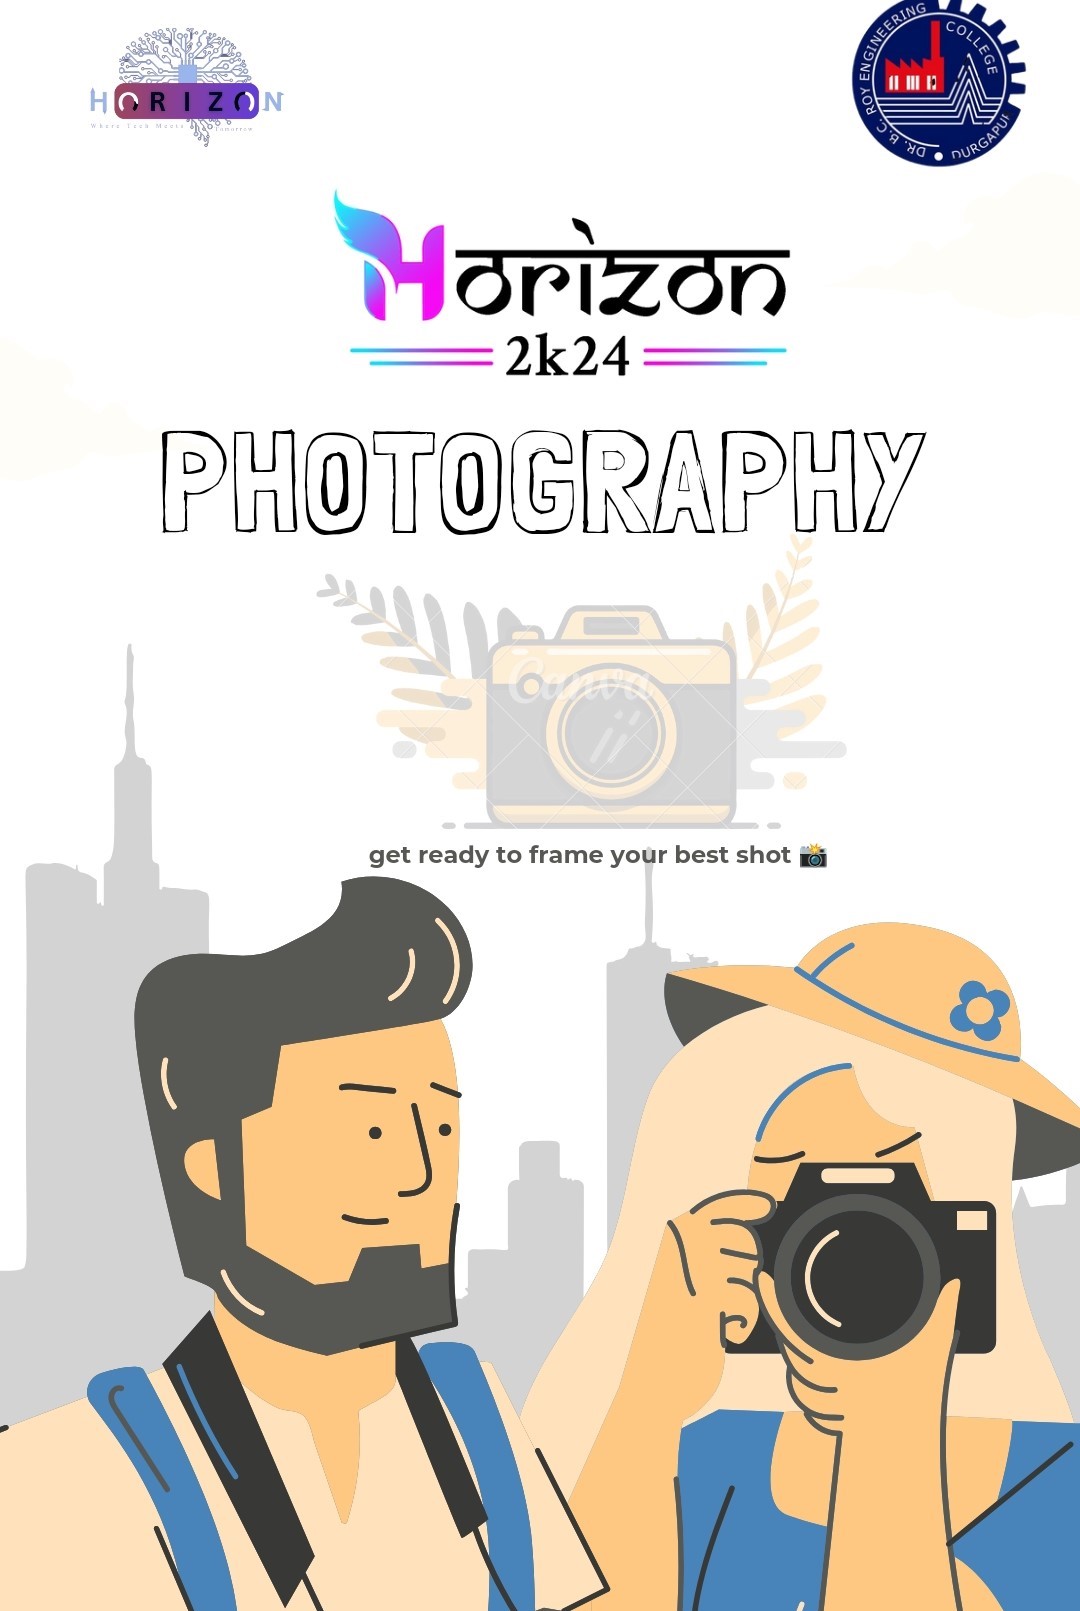 HORIZON
Where Tech Meets Tomorrow
DR. B.C. ROY ENGINEERING COLLEGE
DURGAPUR
Horizon
2k24
PHOTOGRAPHY
Canva
get ready to frame your best shot 📸